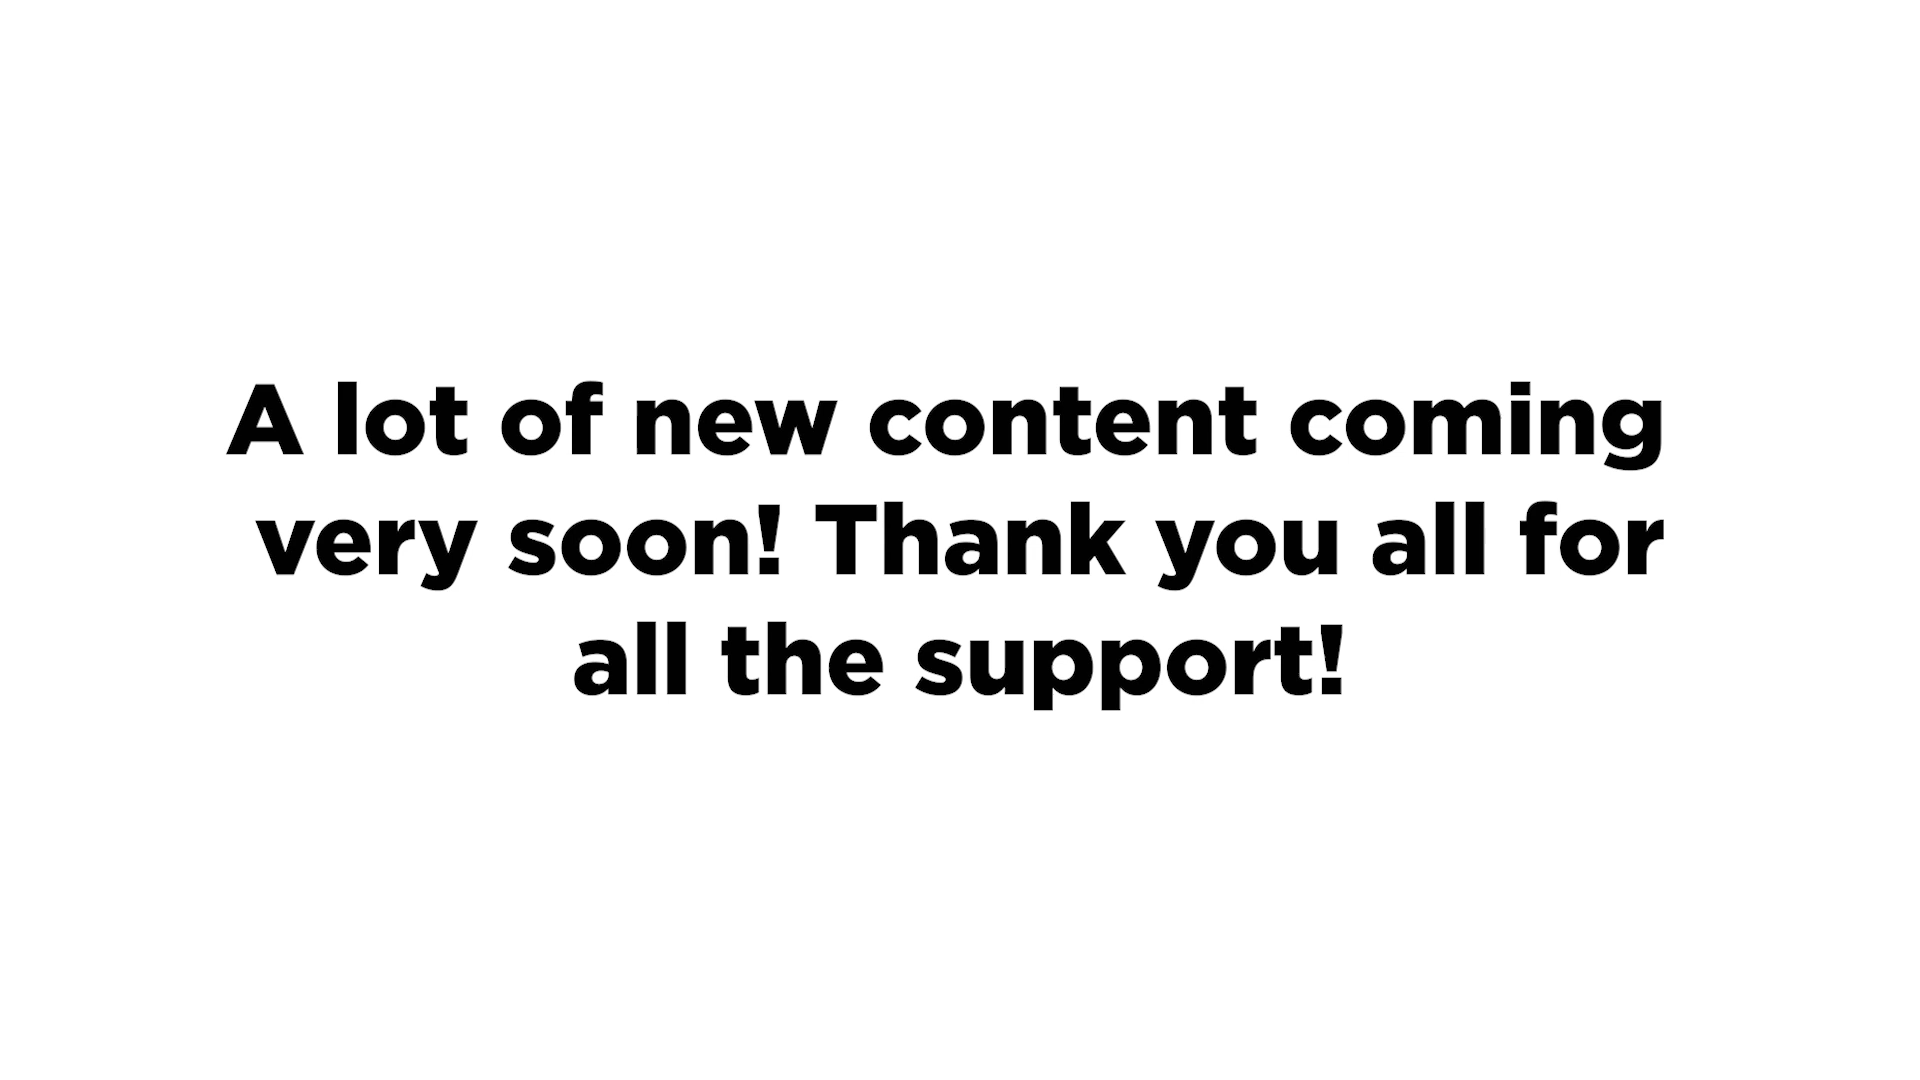 A lot of new content coming
very soon! Thank you all for
all the support!